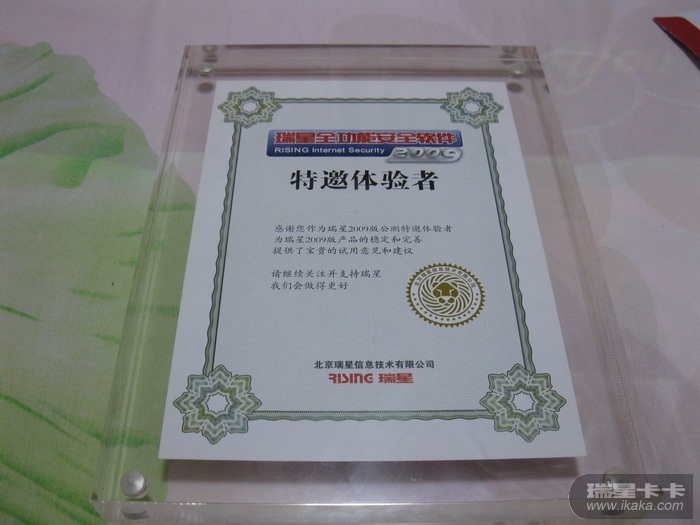 瑞星全功能安全软件
RISING Internet Security
2009
特邀体验者
感谢您作为瑞星2009版公测特邀体验者
为瑞星2009版产品的稳定和完善
提供了宝贵的试用意见和建议
请继续关注并支持瑞星
我们会做得更好
北京瑞星信息技术有限公司
RISING 瑞星
瑞星卡卡
www.ikaka.com